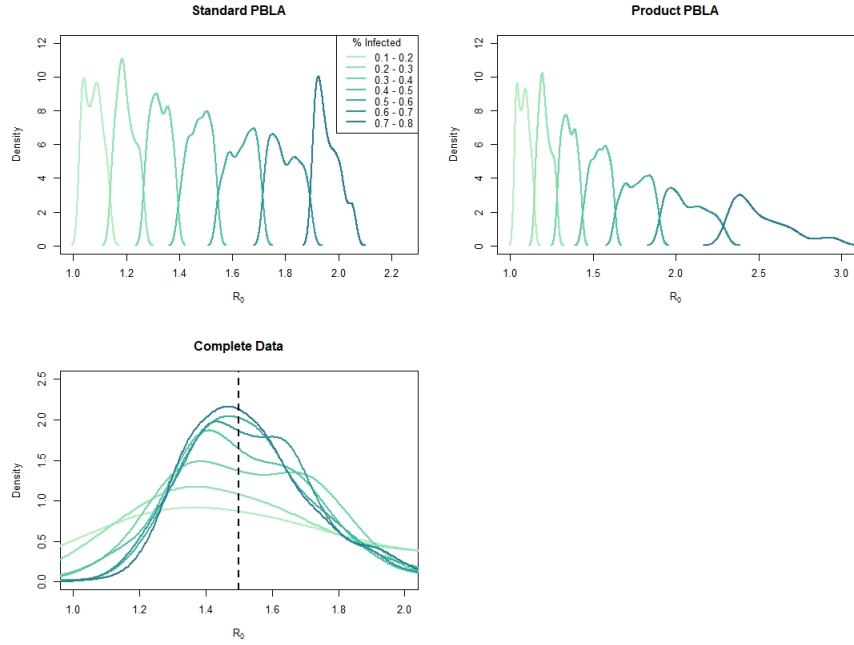 Standard PBLA
Density
0 2 4 6 8 10 12
1.0 1.2 1.4 1.6 1.8 2.0 2.2
R0
% Infected
0.1 - 0.2
0.2 - 0.3
0.3 - 0.4
0.4 - 0.5
0.5 - 0.6
0.6 - 0.7
0.7 - 0.8
Product PBLA
Density
0 2 4 6 8 10 12
1.0 1.5 2.0 2.5 3.0
R0
Complete Data
Density
0.0 0.5 1.0 1.5 2.0 2.5
1.0 1.2 1.4 1.6 1.8 2.0
R0